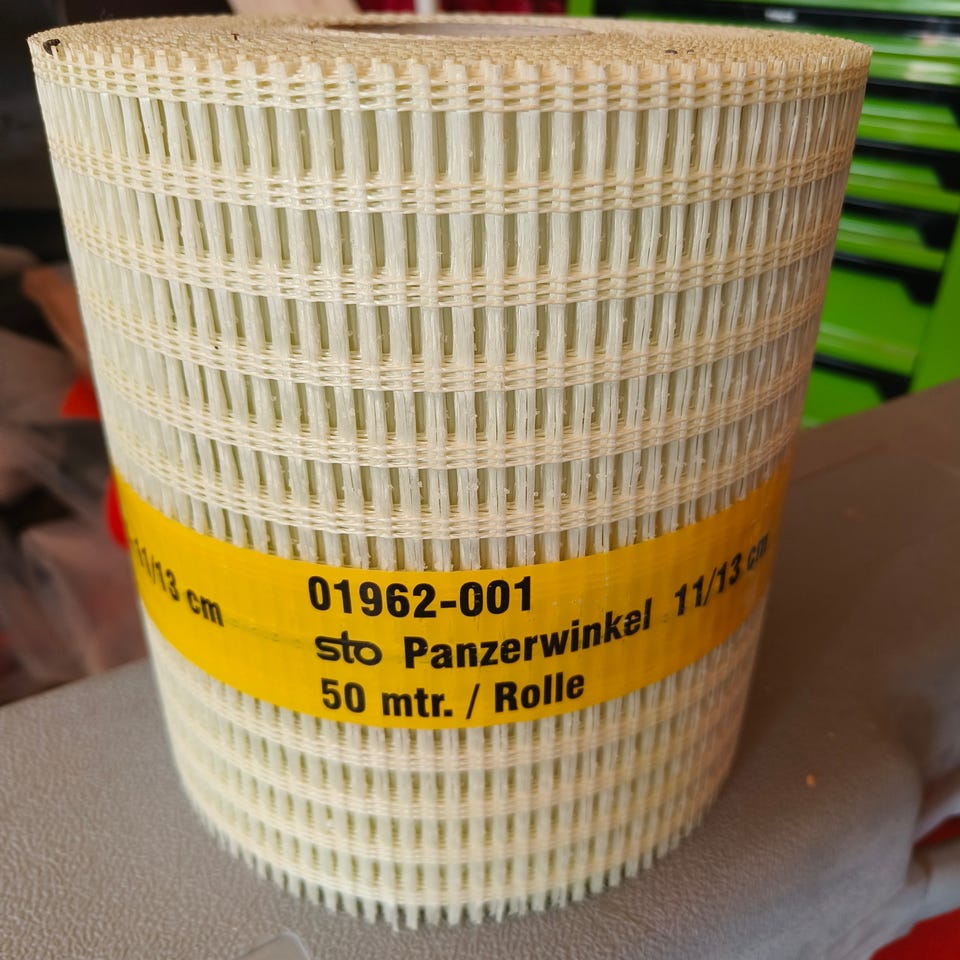 01962-001
sto Panzerwinkel 11/13 cm
50 mtr. / Rolle
11/13 cm